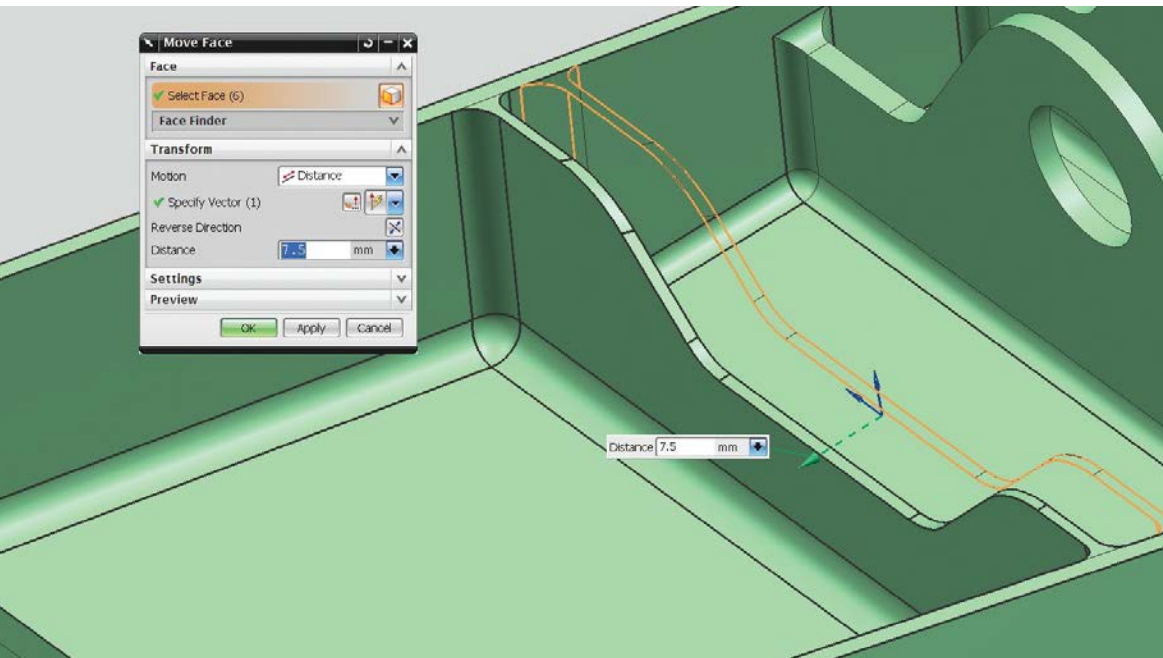 Move Face
Face
Select Face (6)
Face Finder
Transform
Motion Distance
Specify Vector (1)
Reverse Direction
Distance 7.5 mm
Settings
Preview
OK Apply Cancel
Distance 7.5 mm